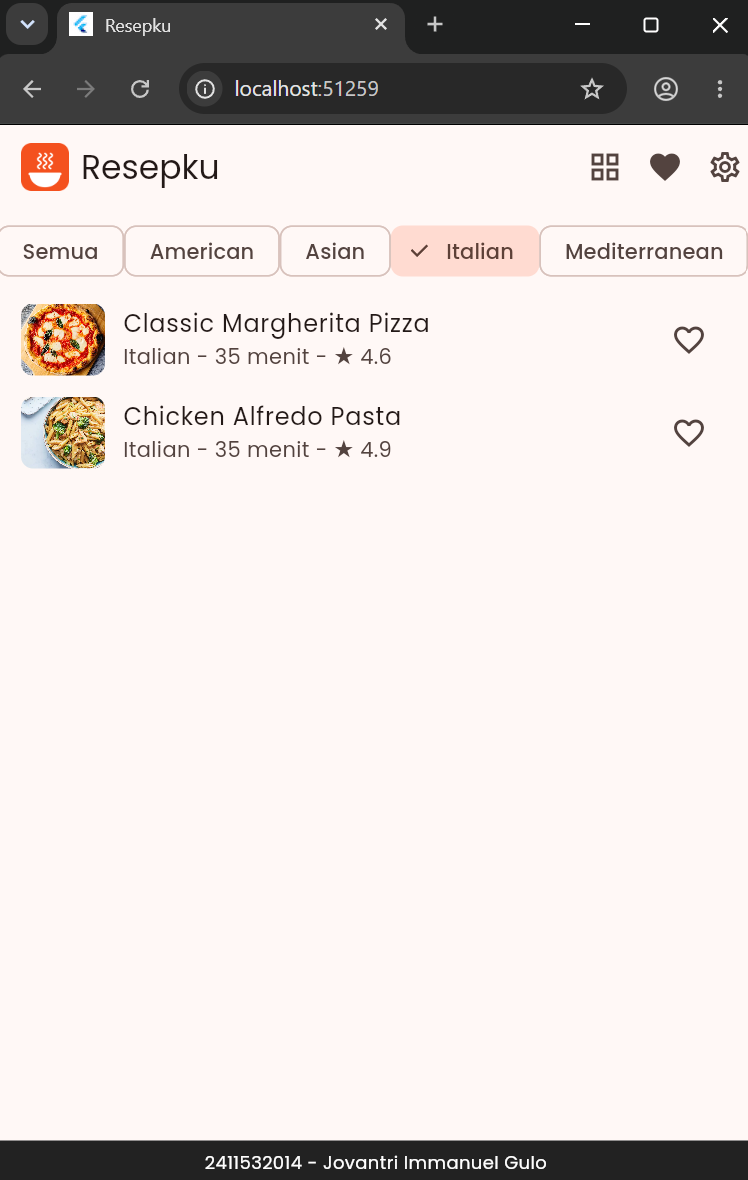 Resepku
localhost:51259
Resepku
Semua American Asian Italian Mediterranean
Classic Margherita Pizza
Italian - 35 menit - ★ 4.6
Chicken Alfredo Pasta
Italian - 35 menit - ★ 4.9
2411532014 - Jovantri Immanuel Gulo